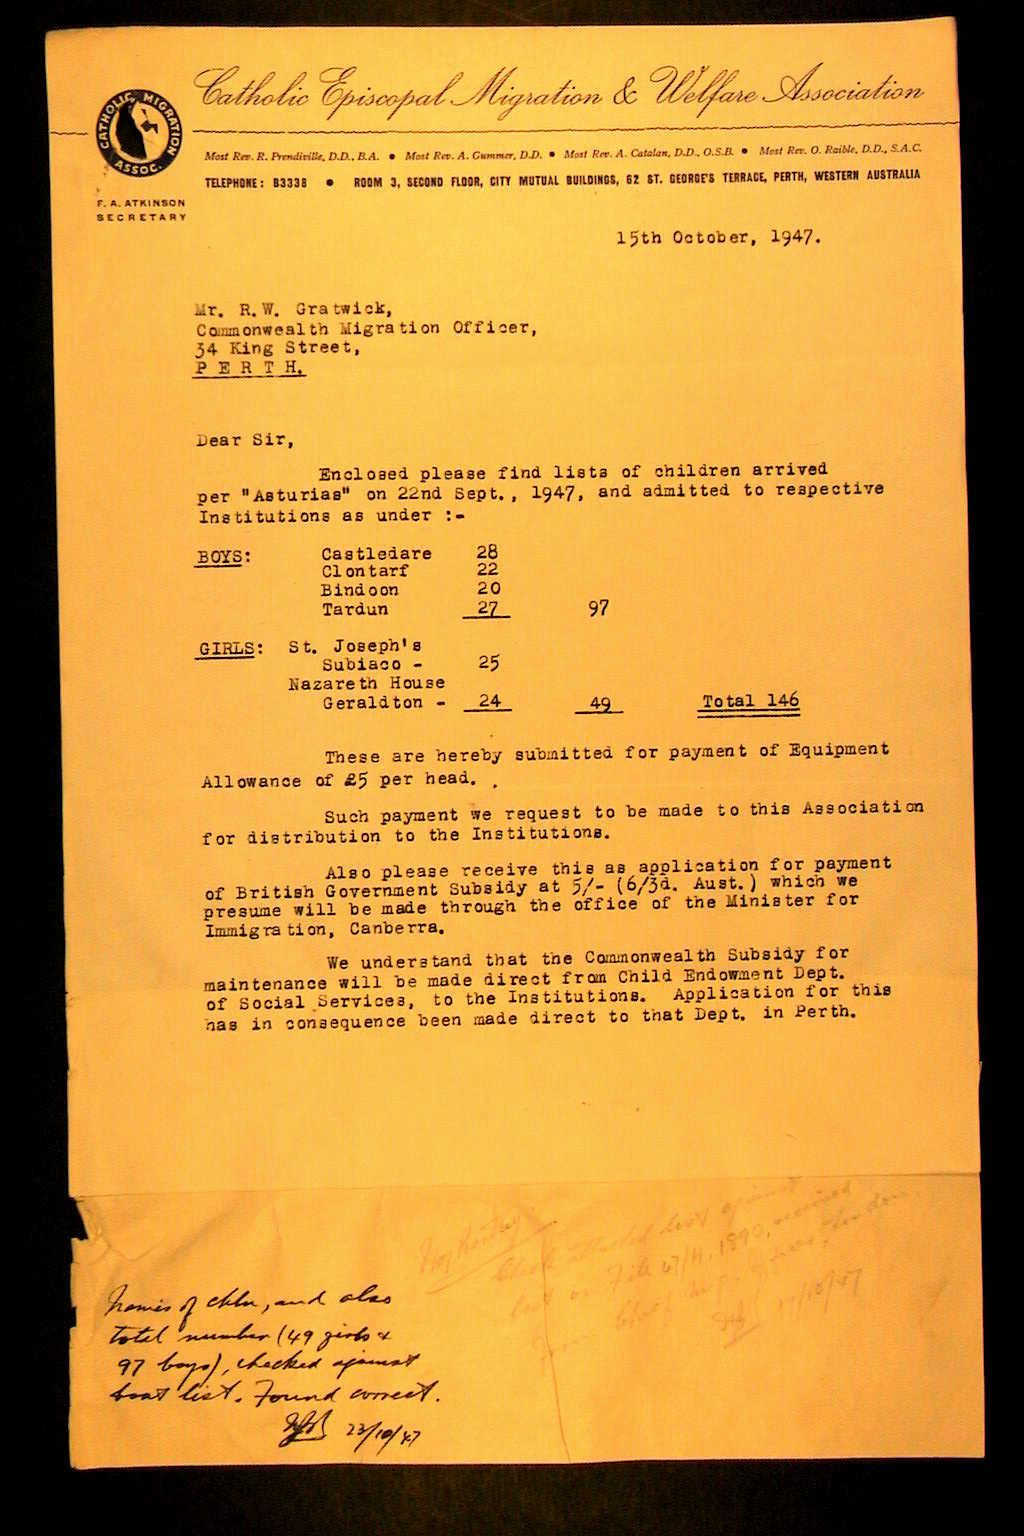 Catholic Episcopal Migration & Welfare Association
CATHOLIC MIGRATION ASSOC.
Most Rev. R. Prendiville, D.D., B.A. • Most Rev. A. Gummer, D.D. • Most Rev. A. Catalan, D.D., O.S.B. • Most Rev. O. Raible, D.D., S.A.C.
TELEPHONE: B3338 • ROOM 3, SECOND FLOOR, CITY MUTUAL BUILDINGS, 62 ST. GEORGE'S TERRACE, PERTH, WESTERN AUSTRALIA
F. A. ATKINSON
SECRETARY
15th October, 1947.
Mr. R.W. Gratwick,
Commonwealth Migration Officer,
34 King Street,
P E R T H.
Dear Sir,
Enclosed please find lists of children arrived
per "Asturias" on 22nd Sept., 1947, and admitted to respective
Institutions as under :-
BOYS: Castledare 28
Clontarf 22
Bindoon 20
Tardun 27 97
GIRLS: St. Joseph's
Subiaco - 25
Nazareth House
Geraldton - 24 49 Total 146
These are hereby submitted for payment of Equipment
Allowance of £5 per head.
Such payment we request to be made to this Association
for distribution to the Institutions.
Also please receive this as application for payment
of British Government Subsidy at 5/- (6/3d. Aust.) which we
presume will be made through the office of the Minister for
Immigration, Canberra.
We understand that the Commonwealth Subsidy for
maintenance will be made direct from Child Endowment Dept.
of Social Services, to the Institutions. Application for this
has in consequence been made direct to that Dept. in Perth.
attached list against
File 47/4/1890, received
17/10/47
Names of chln, and also
total number (49 girls &
97 boys), checked against
boat list. Found correct.
23/10/47